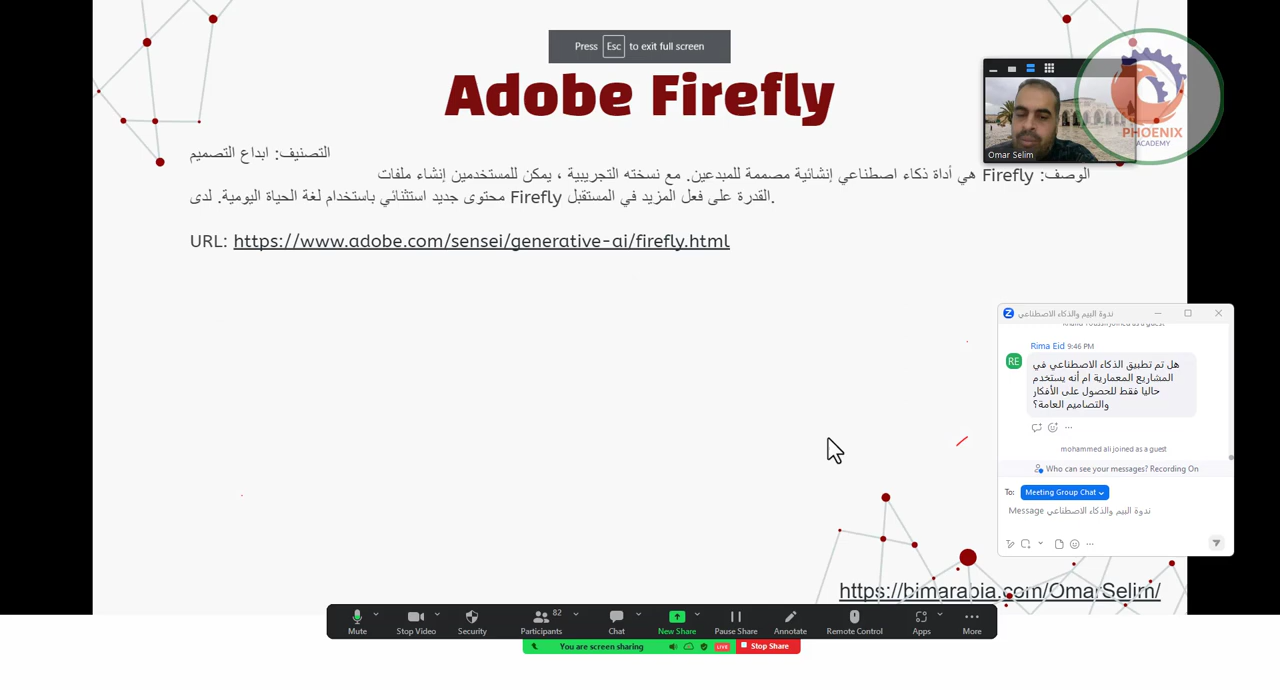 Press Esc to exit full screen
Adobe Firefly
Omar Selim
PHOENIX
ACADEMY
التصنيف: ابداع التصميم
الوصف: Firefly هي أداة ذكاء اصطناعي إنشائية مصممة للمبدعين. مع نسخته التجريبية ، يمكن للمستخدمين إنشاء ملفات
محتوى جديد استثنائي باستخدام لغة الحياة اليومية. لدى Firefly القدرة على فعل المزيد في المستقبل.
URL: https://www.adobe.com/sensei/generative-ai/firefly.html
ندوة البيم والذكاء الاصطناعي
Rima Eid 9:46 PM
RE
هل تم تطبيق الذكاء الاصطناعي في
المشاريع المعمارية ام أنه يستخدم
حاليا فقط للحصول على الأفكار
والتصاميم العامة؟
mohammed ali joined as a guest
Who can see your messages? Recording On
To: Meeting Group Chat
Message ندوة البيم والذكاء الاصطناعي
https://bimarabia.com/OmarSelim/
Mute
Stop Video
Security
Participants 82
Chat
New Share
Pause Share
Annotate
Remote Control
Apps
More
You are screen sharing LIVE Stop Share